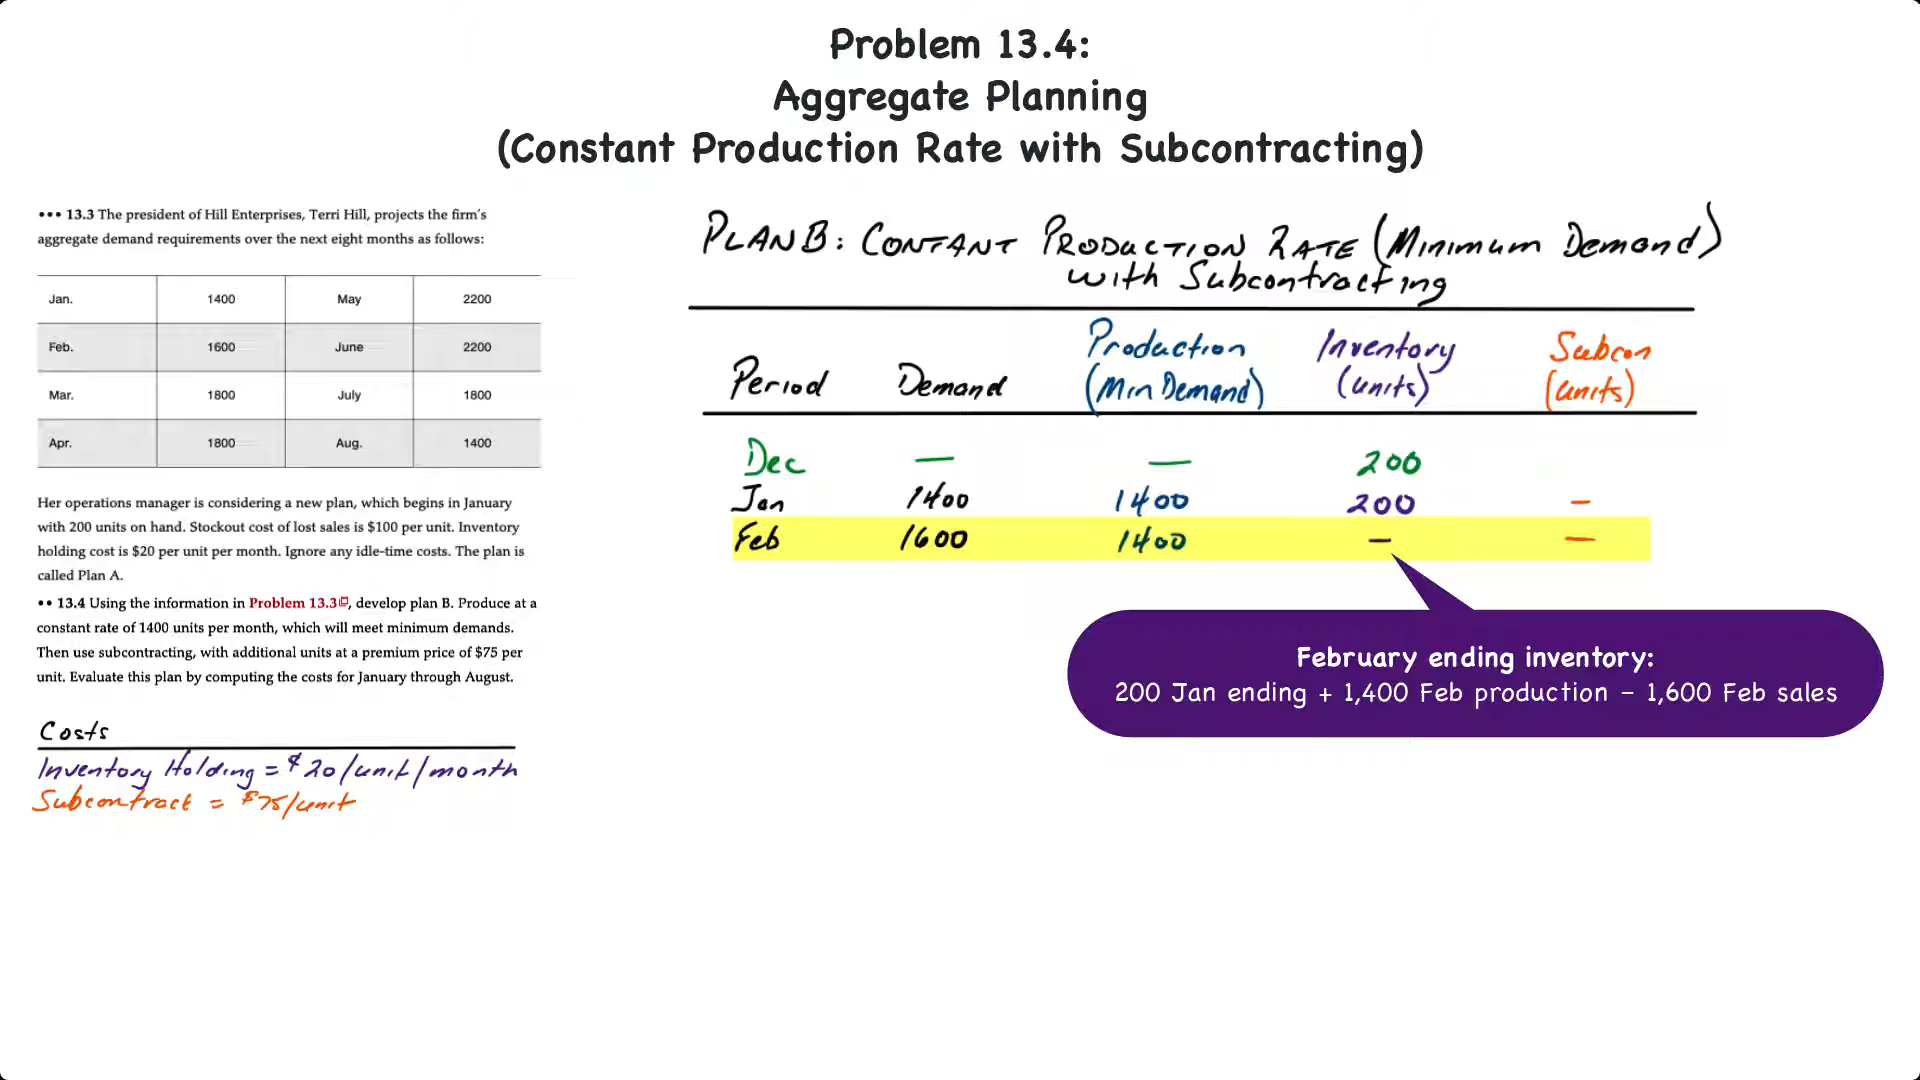 Problem 13.4:
Aggregate Planning
(Constant Production Rate with Subcontracting)
••• 13.3 The president of Hill Enterprises, Terri Hill, projects the firm's
aggregate demand requirements over the next eight months as follows:
Jan. 1400 May 2200
Feb. 1600 June 2200
Mar. 1800 July 1800
Apr. 1800 Aug. 1400
Her operations manager is considering a new plan, which begins in January
with 200 units on hand. Stockout cost of lost sales is $100 per unit. Inventory
holding cost is $20 per unit per month. Ignore any idle-time costs. The plan is
called Plan A.
•• 13.4 Using the information in Problem 13.3, develop plan B. Produce at a
constant rate of 1400 units per month, which will meet minimum demands.
Then use subcontracting, with additional units at a premium price of $75 per
unit. Evaluate this plan by computing the costs for January through August.
Costs
Inventory Holding = $20/unit/month
Subcontract = $75/unit
PLAN B: CONTANT PRODUCTION RATE (Minimum Demand)
with Subcontracting
Production Inventory Subcon
Period Demand (Min Demand) (units) (units)
Dec — — 200
Jan 1400 1400 200 –
Feb 1600 1400 – –
February ending inventory:
200 Jan ending + 1,400 Feb production – 1,600 Feb sales